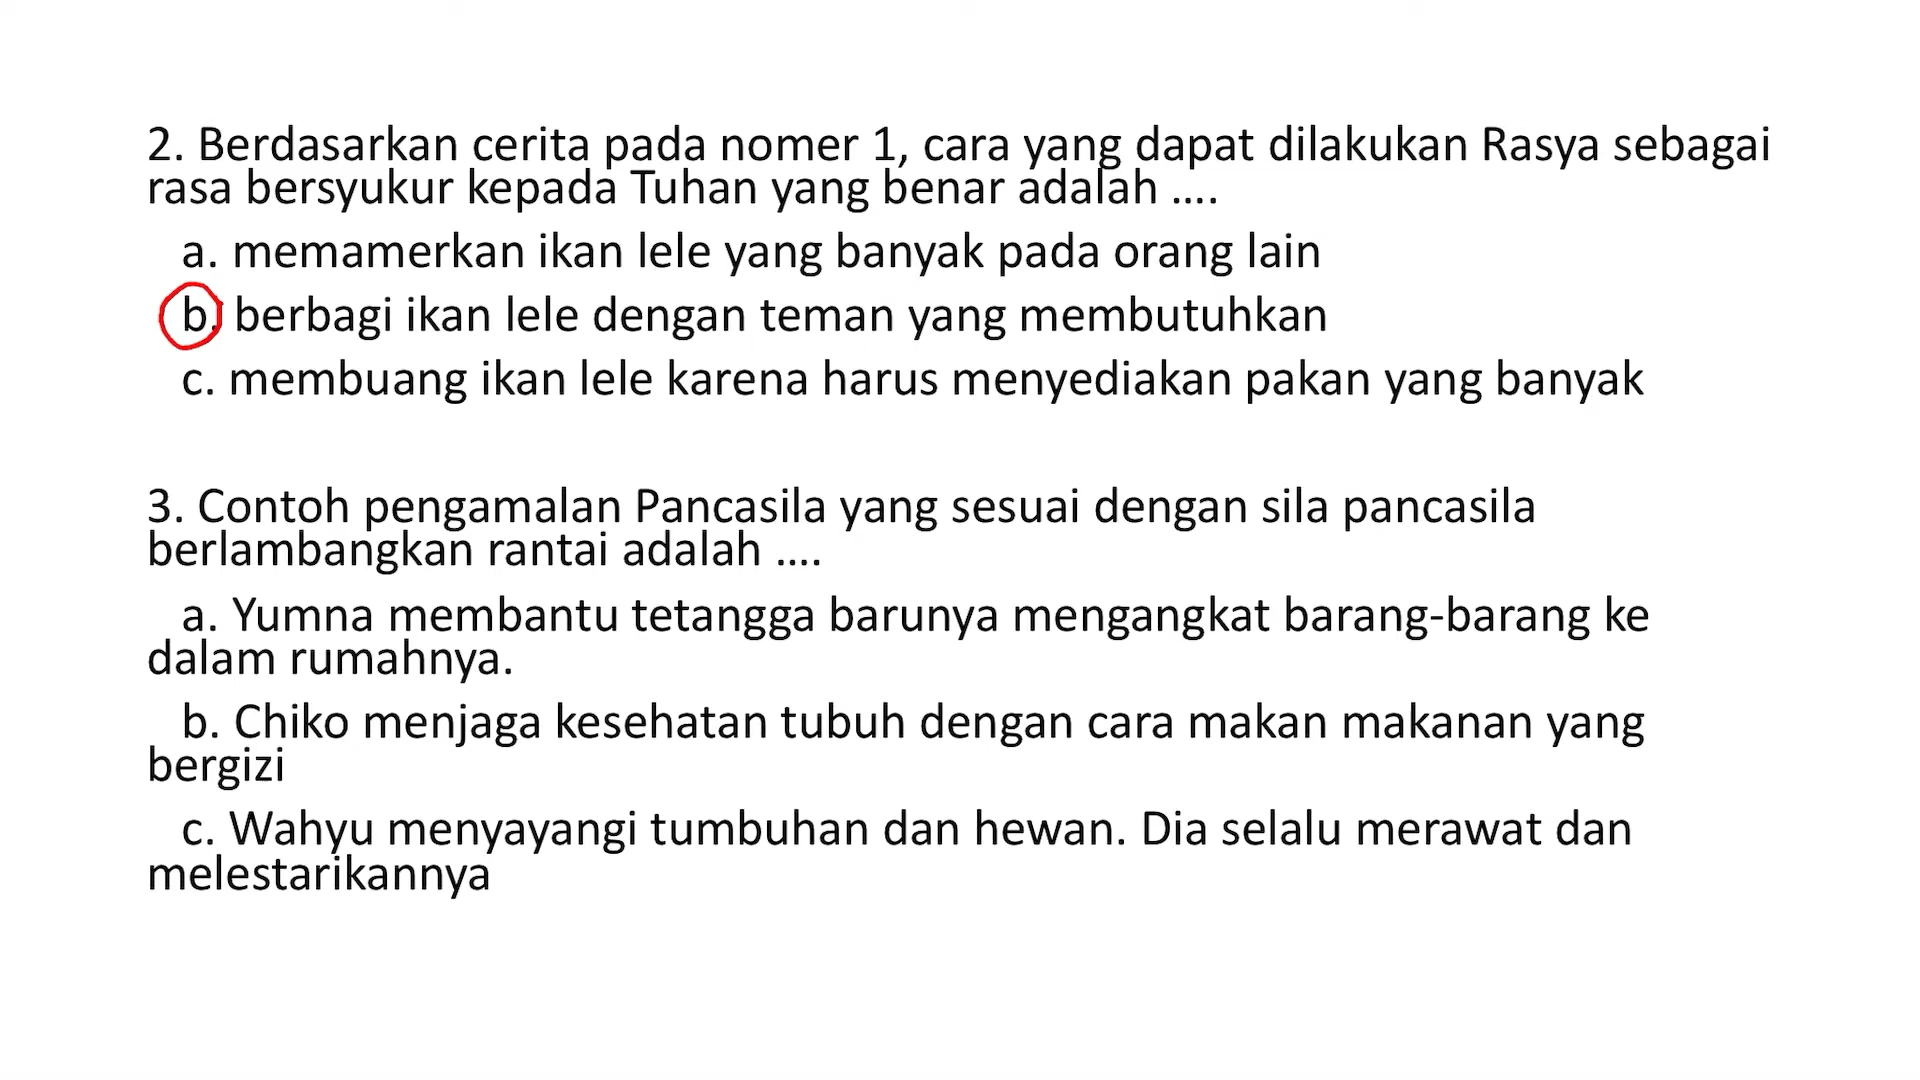 2. Berdasarkan cerita pada nomer 1, cara yang dapat dilakukan Rasya sebagai
rasa bersyukur kepada Tuhan yang benar adalah ....
a. memamerkan ikan lele yang banyak pada orang lain
b. berbagi ikan lele dengan teman yang membutuhkan
c. membuang ikan lele karena harus menyediakan pakan yang banyak
3. Contoh pengamalan Pancasila yang sesuai dengan sila pancasila
berlambangkan rantai adalah ....
a. Yumna membantu tetangga barunya mengangkat barang-barang ke
dalam rumahnya.
b. Chiko menjaga kesehatan tubuh dengan cara makan makanan yang
bergizi
c. Wahyu menyayangi tumbuhan dan hewan. Dia selalu merawat dan
melestarikannya